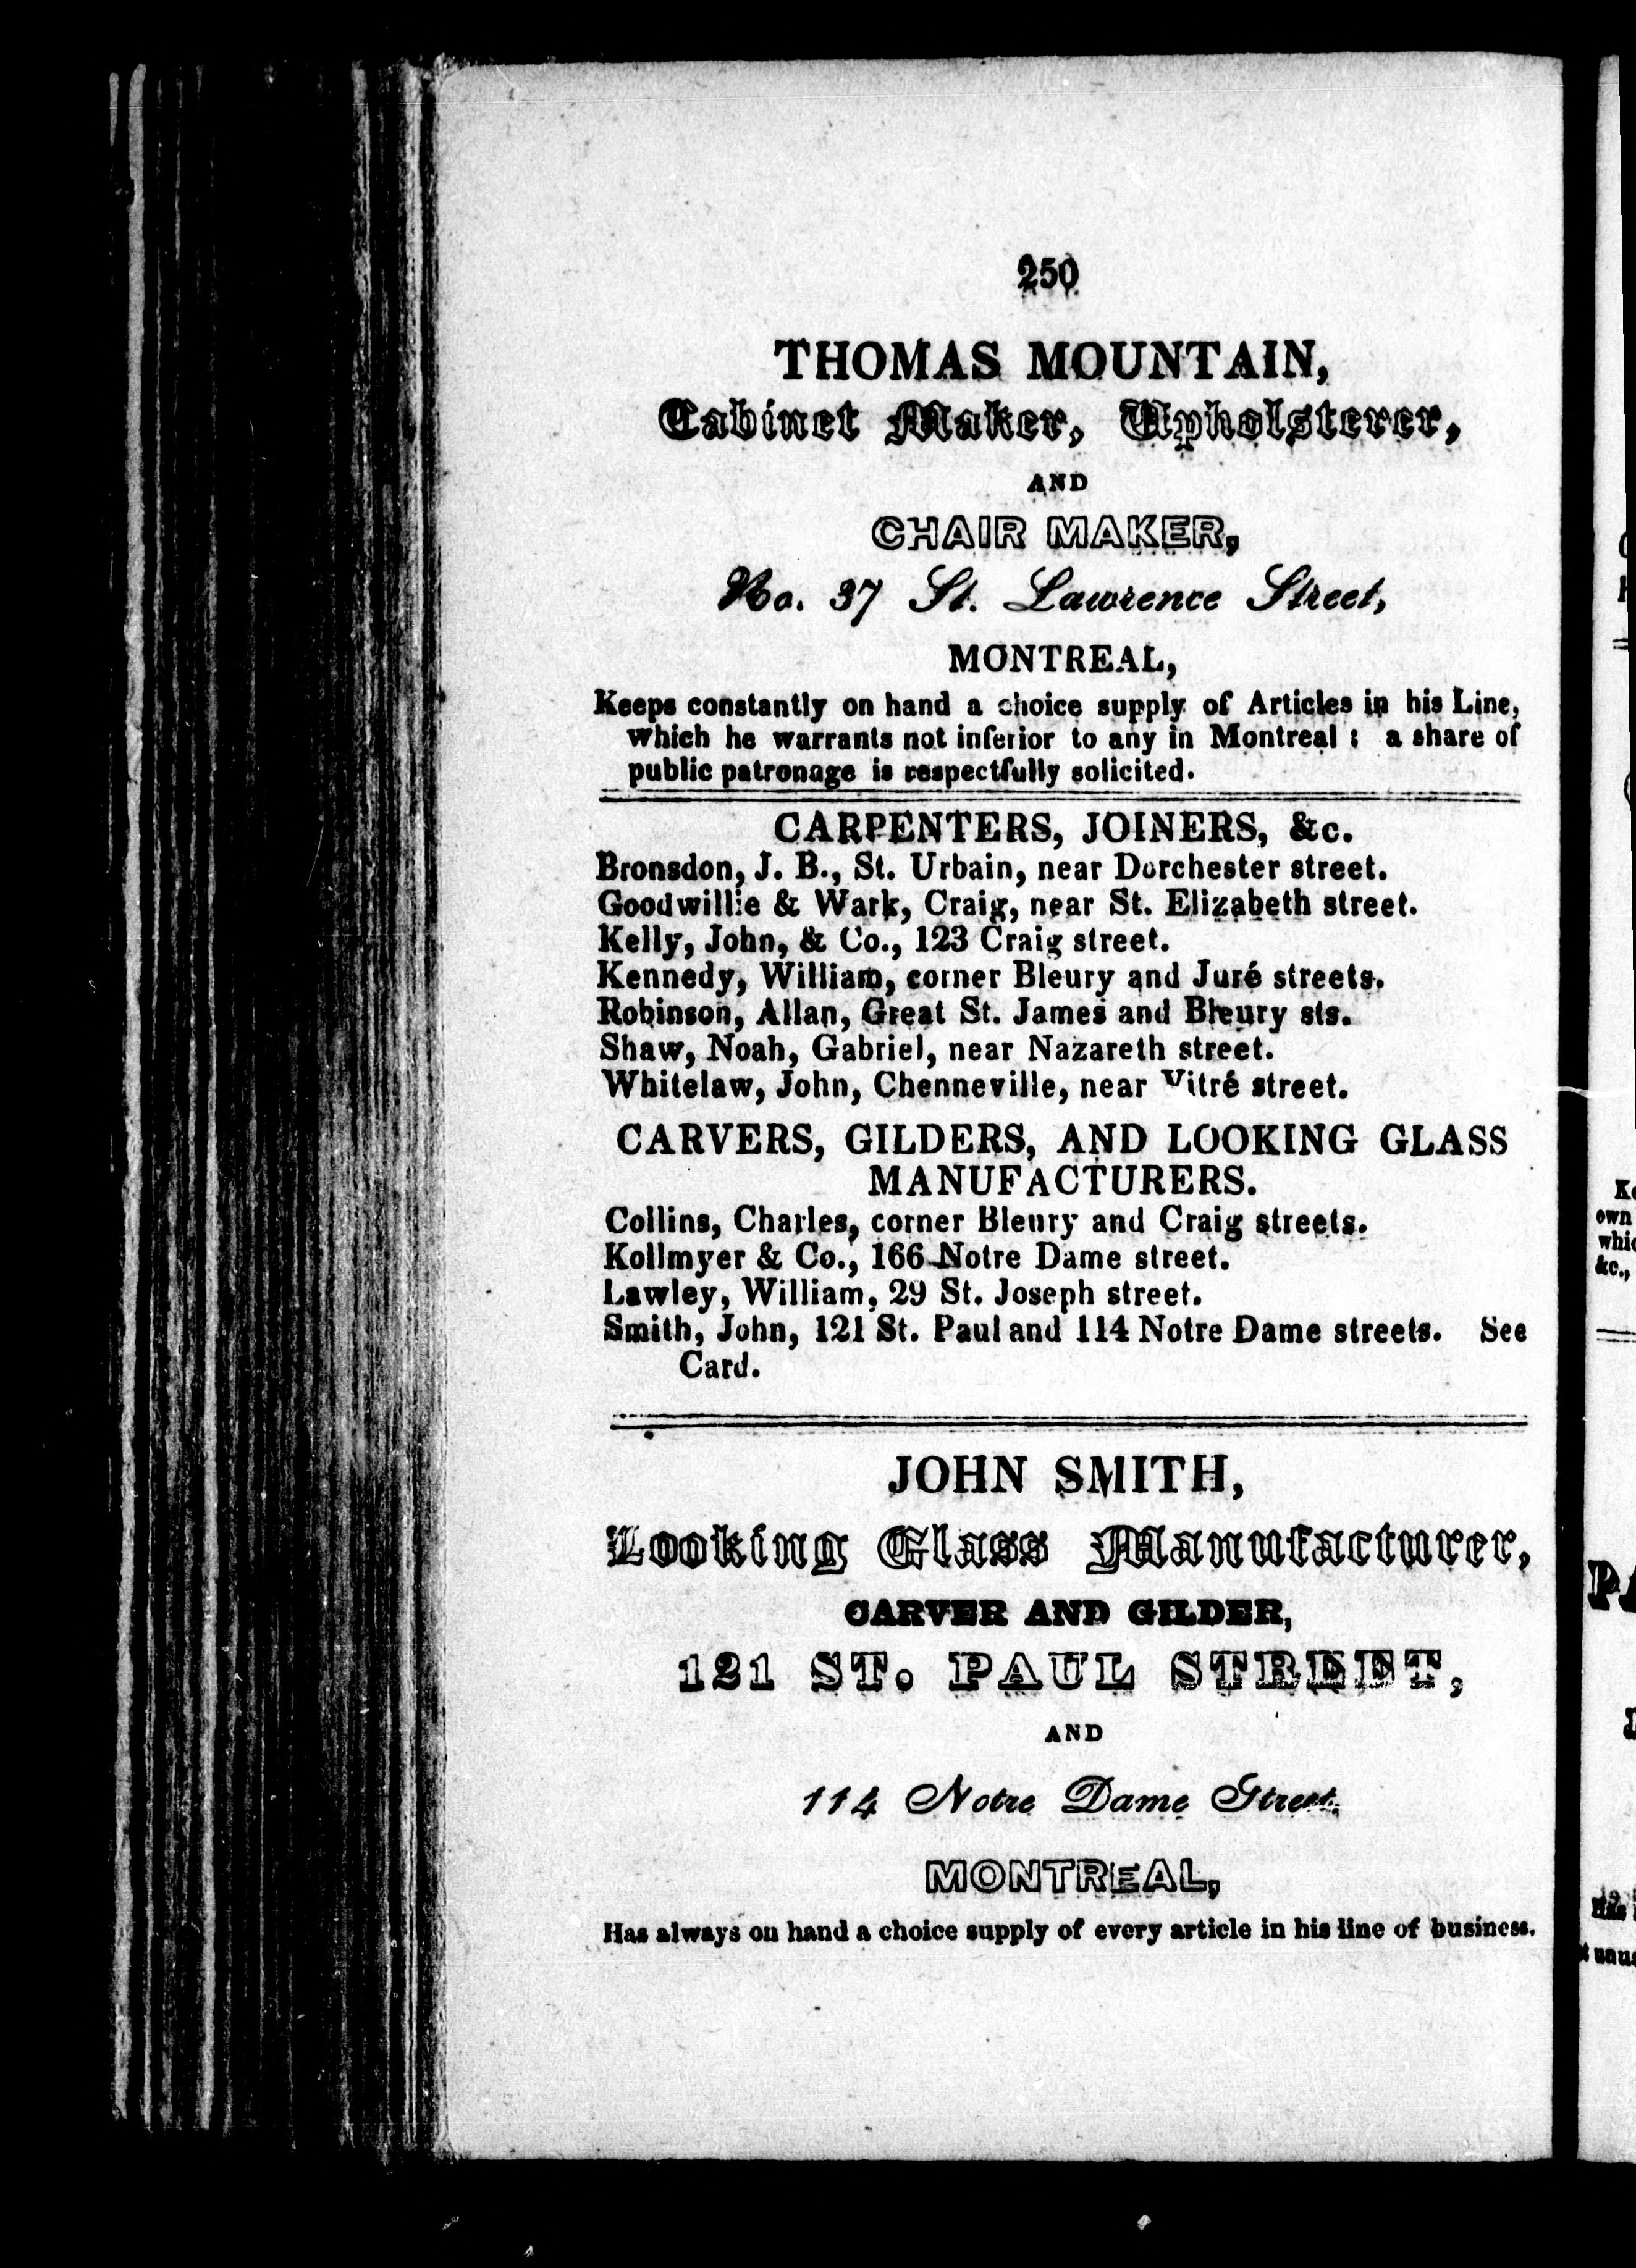 250
THOMAS MOUNTAIN,
Cabinet Maker, Upholsterer,
AND
CHAIR MAKER,
No. 37 St. Lawrence Street,
MONTREAL,
Keeps constantly on hand a choice supply of Articles in his Line,
which he warrants not inferior to any in Montreal : a share of
public patronage is respectfully solicited.
CARPENTERS, JOINERS, &c.
Bronsdon, J. B., St. Urbain, near Dorchester street.
Goodwillie & Wark, Craig, near St. Elizabeth street.
Kelly, John, & Co., 123 Craig street.
Kennedy, William, corner Bleury and Juré streets.
Robinson, Allan, Great St. James and Bleury sts.
Shaw, Noah, Gabriel, near Nazareth street.
Whitelaw, John, Chenneville, near Vitré street.
CARVERS, GILDERS, AND LOOKING GLASS
MANUFACTURERS.
Collins, Charles, corner Bleury and Craig streets.
Kollmyer & Co., 166 Notre Dame street.
Lawley, William, 29 St. Joseph street.
Smith, John, 121 St. Paul and 114 Notre Dame streets. See
Card.
JOHN SMITH,
Looking Glass Manufacturer,
CARVER AND GILDER,
121 ST. PAUL STREET,
AND
114 Notre Dame Street,
MONTREAL,
Has always on hand a choice supply of every article in his line of business.
own
&c.,